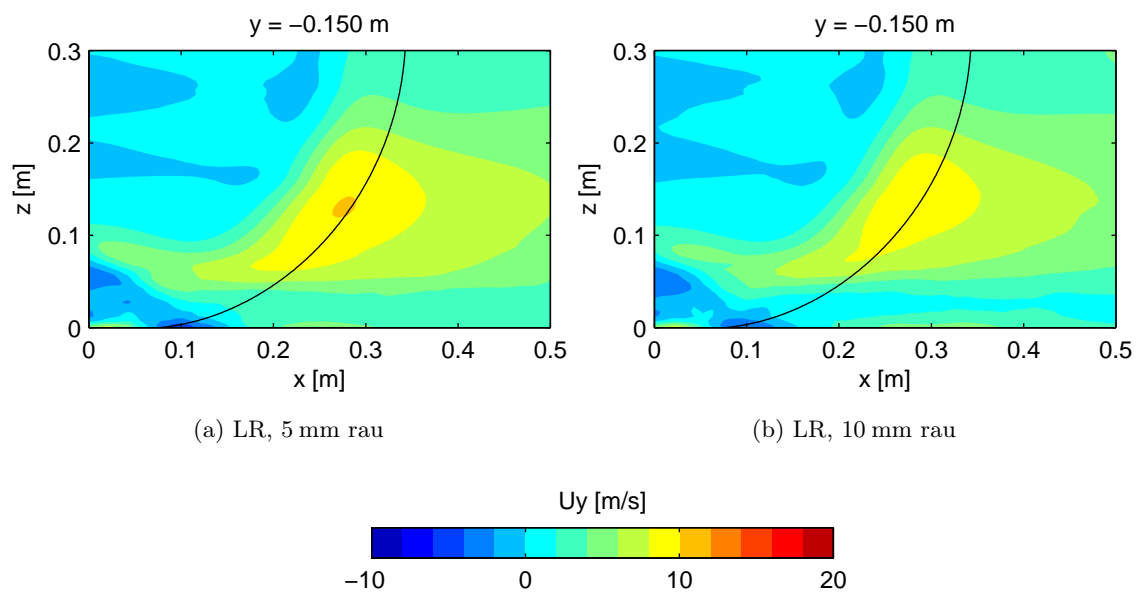 y = −0.150 m
0.3
0.2
0.1
0
z [m]
0 0.1 0.2 0.3 0.4 0.5
x [m]
(a) LR, 5 mm rau
y = −0.150 m
0.3
0.2
0.1
0
z [m]
0 0.1 0.2 0.3 0.4 0.5
x [m]
(b) LR, 10 mm rau
Uy [m/s]
−10 0 10 20